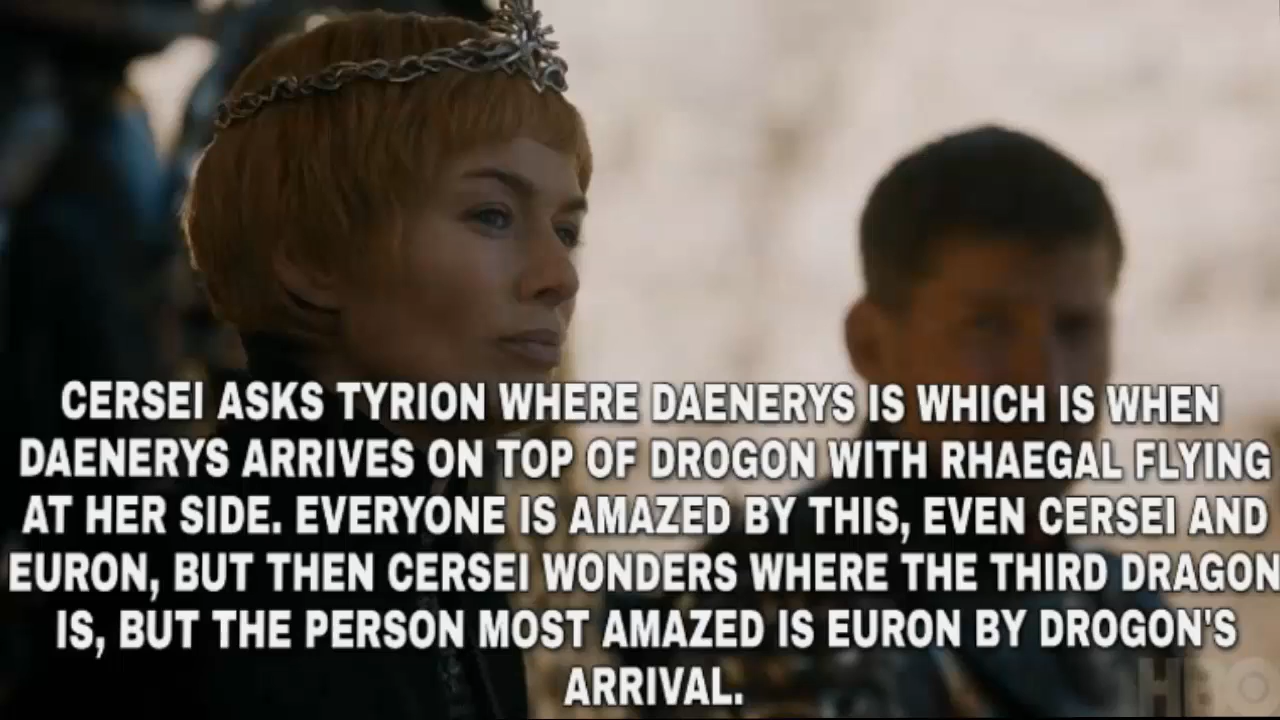 CERSEI ASKS TYRION WHERE DAENERYS IS WHICH IS WHEN
DAENERYS ARRIVES ON TOP OF DROGON WITH RHAEGAL FLYING
AT HER SIDE. EVERYONE IS AMAZED BY THIS, EVEN CERSEI AND
EURON, BUT THEN CERSEI WONDERS WHERE THE THIRD DRAGON
IS, BUT THE PERSON MOST AMAZED IS EURON BY DROGON'S
ARRIVAL.
HBO